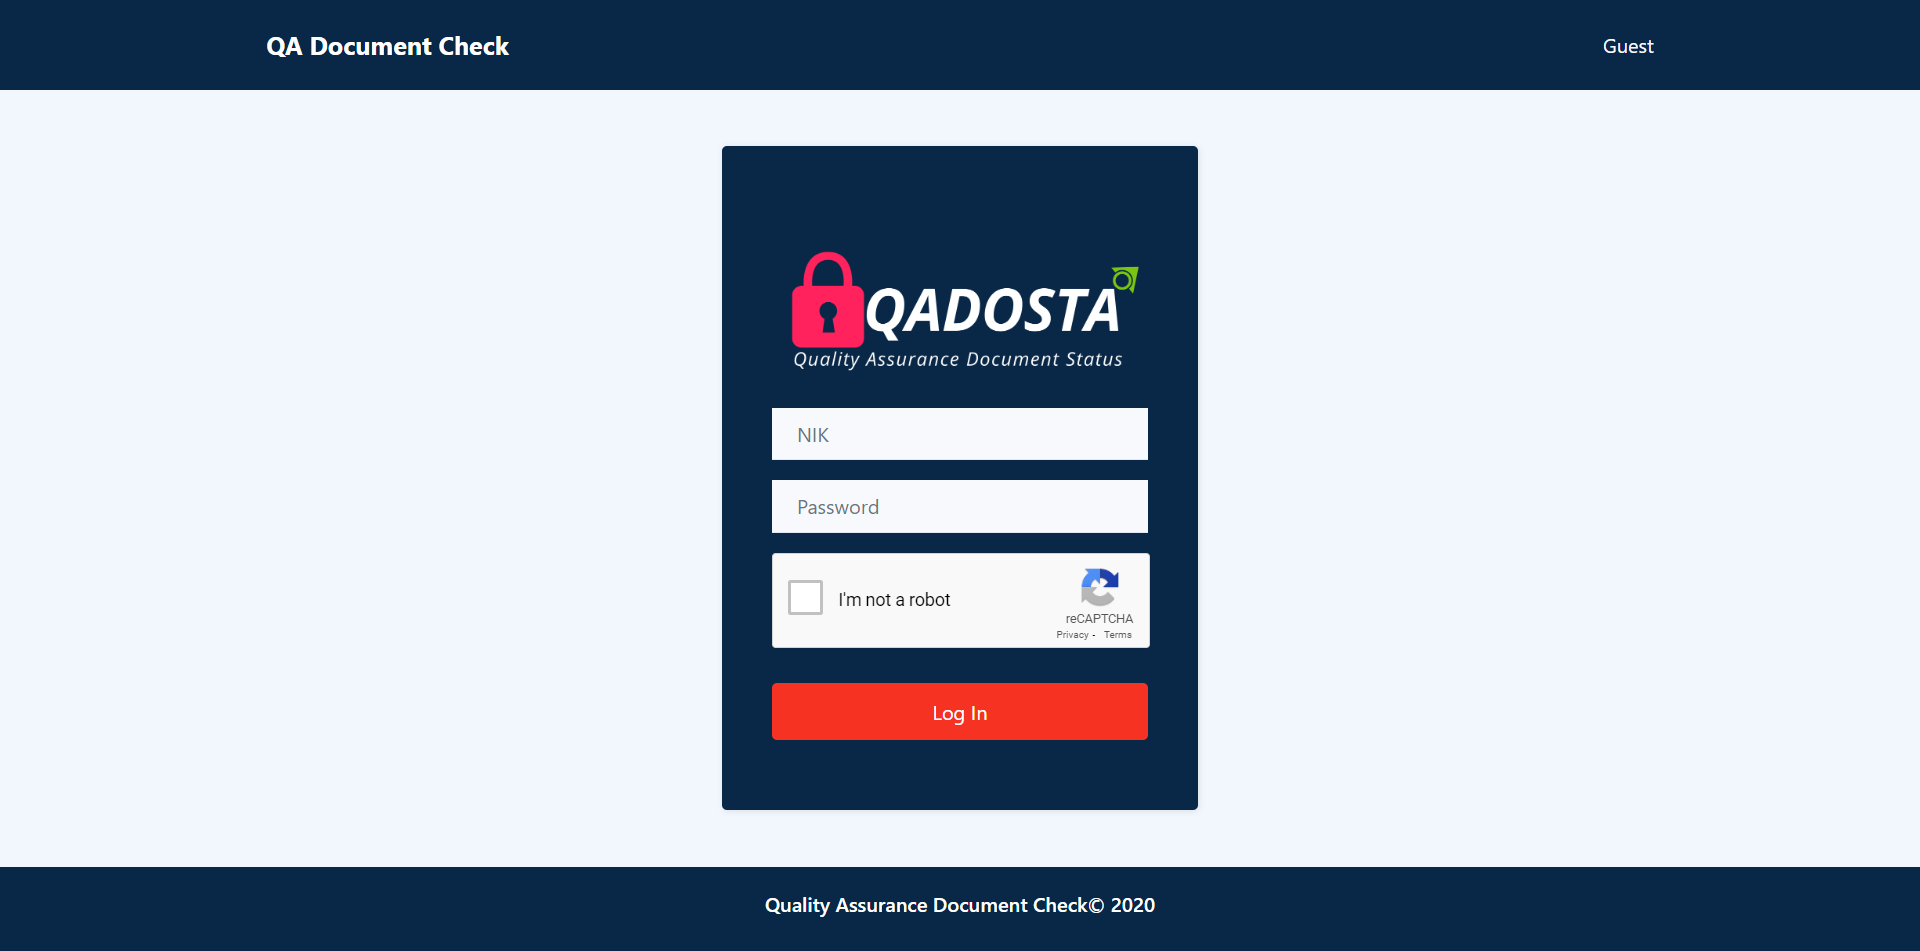 QA Document Check
Guest
QADOSTA
Quality Assurance Document Status
NIK
Password
I'm not a robot
reCAPTCHA
Privacy - Terms
Log In
Quality Assurance Document Check© 2020